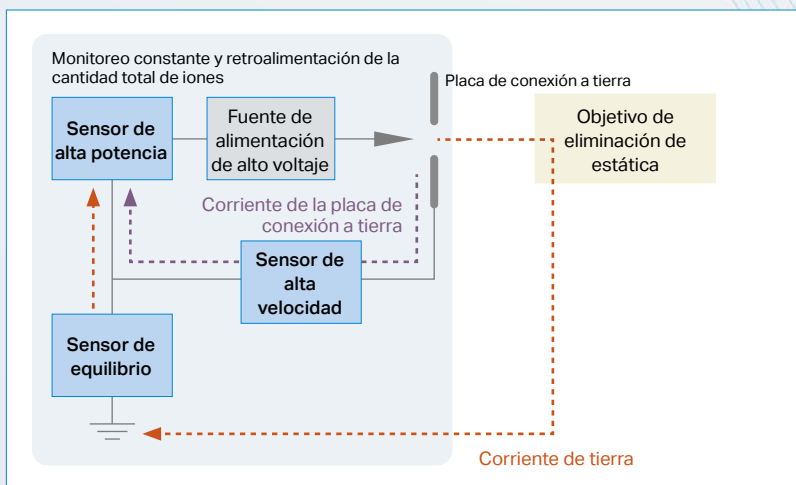 Monitoreo constante y retroalimentación de la
cantidad total de iones
Placa de conexión a tierra
Sensor de
alta potencia
Fuente de
alimentación
de alto voltaje
Objetivo de
eliminación de
estática
Corriente de la placa de
conexión a tierra
Sensor de
alta
velocidad
Sensor de
equilibrio
Corriente de tierra